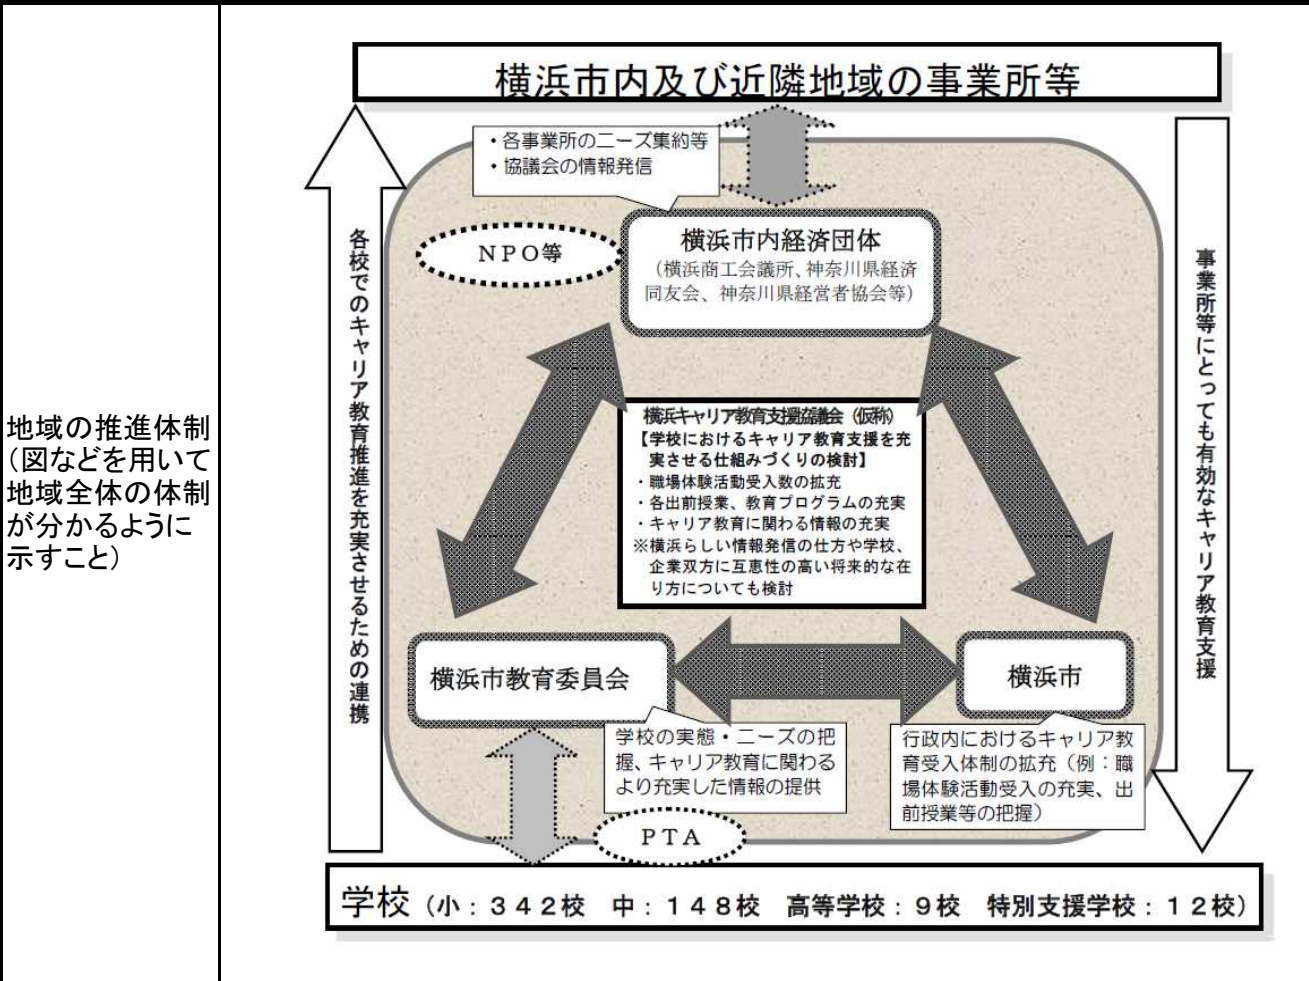 地域の推進体制
（図などを用いて
地域全体の体制
が分かるように
示すこと）
横浜市内及び近隣地域の事業所等
・各事業所のニーズ集約等
・協議会の情報発信
ＮＰＯ等
横浜市内経済団体
（横浜商工会議所、神奈川県経済
同友会、神奈川県経営者協会等）
各校でのキャリア教育推進を充実させるための連携
事業所等にとっても有効なキャリア教育支援
横浜キャリア教育支援協議会（仮称）
【学校におけるキャリア教育支援を充
実させる仕組みづくりの検討】
・職場体験活動受入数の拡充
・各出前授業、教育プログラムの充実
・キャリア教育に関わる情報の充実
※横浜らしい情報発信の仕方や学校、
企業双方に互恵性の高い将来的な在
り方についても検討
横浜市教育委員会
横浜市
学校の実態・ニーズの把
握、キャリア教育に関わる
より充実した情報の提供
行政内におけるキャリア教
育受入体制の拡充（例：職
場体験活動受入の充実、出
前授業等の把握）
ＰＴＡ
学校（小：３４２校　中：１４８校　高等学校：９校　特別支援学校：１２校）